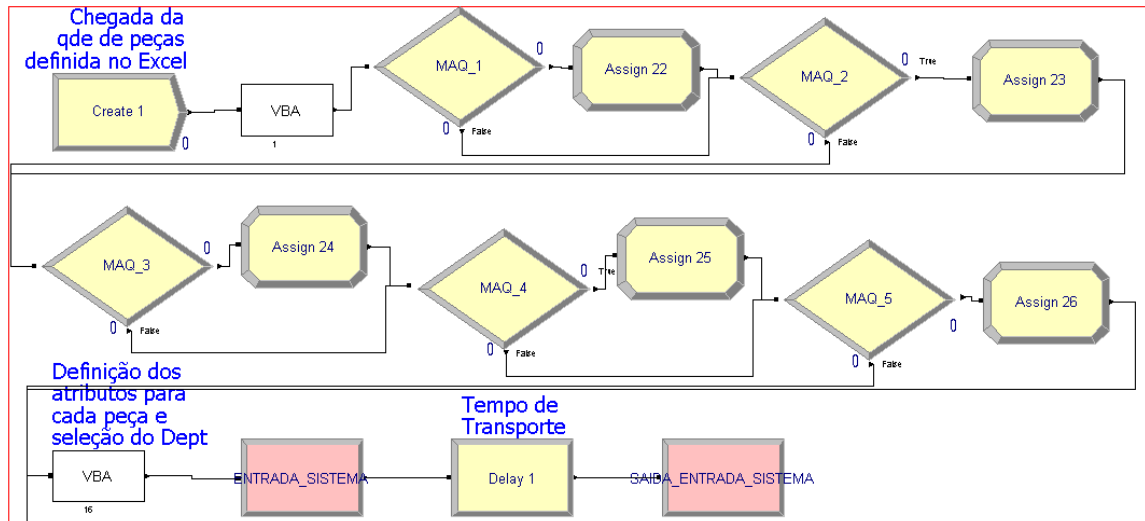 Chegada da
qde de peças
definida no Excel
Create 1
0
VBA
1
MAQ_1
0
0
False
Assign 22
MAQ_2
0
True
0
False
Assign 23
MAQ_3
0
0
False
Assign 24
MAQ_4
0
True
0
False
Assign 25
MAQ_5
0
0
False
Assign 26
Definição dos
atributos para
cada peça e
seleção do Dept
VBA
16
ENTRADA_SISTEMA
Tempo de
Transporte
Delay 1
SAIDA_ENTRADA_SISTEMA